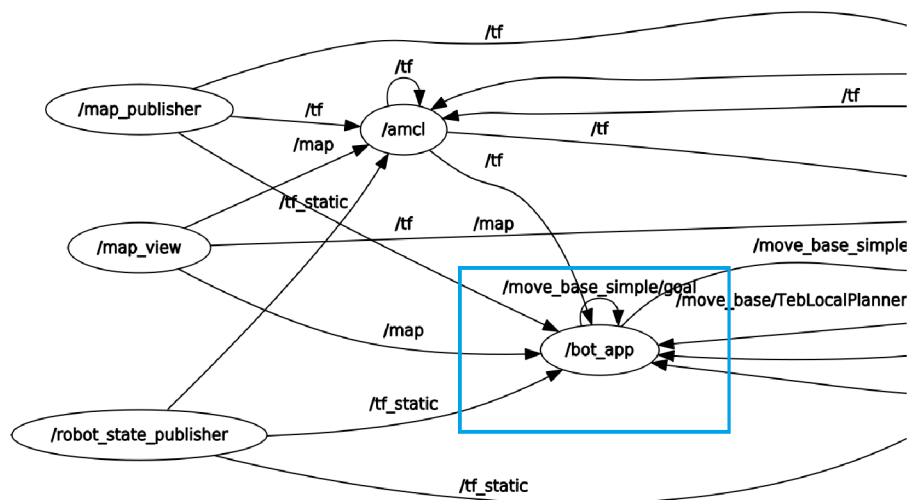 /tf
/tf
/map_publisher
/tf
/tf
/amcl
/tf
/map
/tf
/tf_static
/map_view
/tf
/map
/move_base_simple
/move_base_simple/goal
/move_base/TebLocalPlanner
/map
/bot_app
/tf_static
/robot_state_publisher
/tf_static